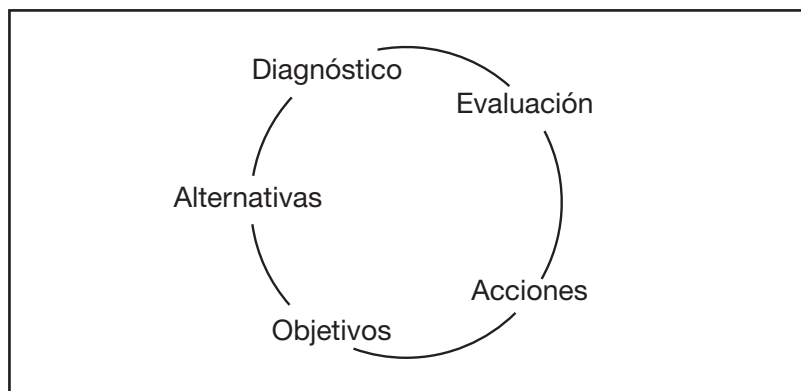 Diagnóstico
Evaluación
Alternativas
Acciones
Objetivos